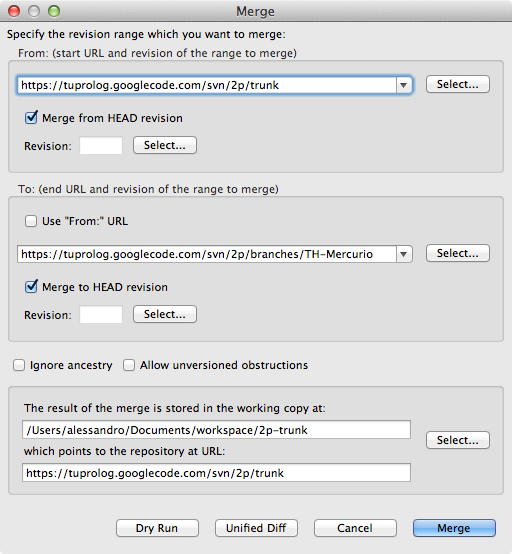 Merge
Specify the revision range which you want to merge:
From: (start URL and revision of the range to merge)
https://tuprolog.googlecode.com/svn/2p/trunk
Select...
Merge from HEAD revision
Revision:
Select...
To: (end URL and revision of the range to merge)
Use "From:" URL
https://tuprolog.googlecode.com/svn/2p/branches/TH-Mercurio
Select...
Merge to HEAD revision
Revision:
Select...
Ignore ancestry
Allow unversioned obstructions
The result of the merge is stored in the working copy at:
/Users/alessandro/Documents/workspace/2p-trunk
Select...
which points to the repository at URL:
https://tuprolog.googlecode.com/svn/2p/trunk
Dry Run
Unified Diff
Cancel
Merge